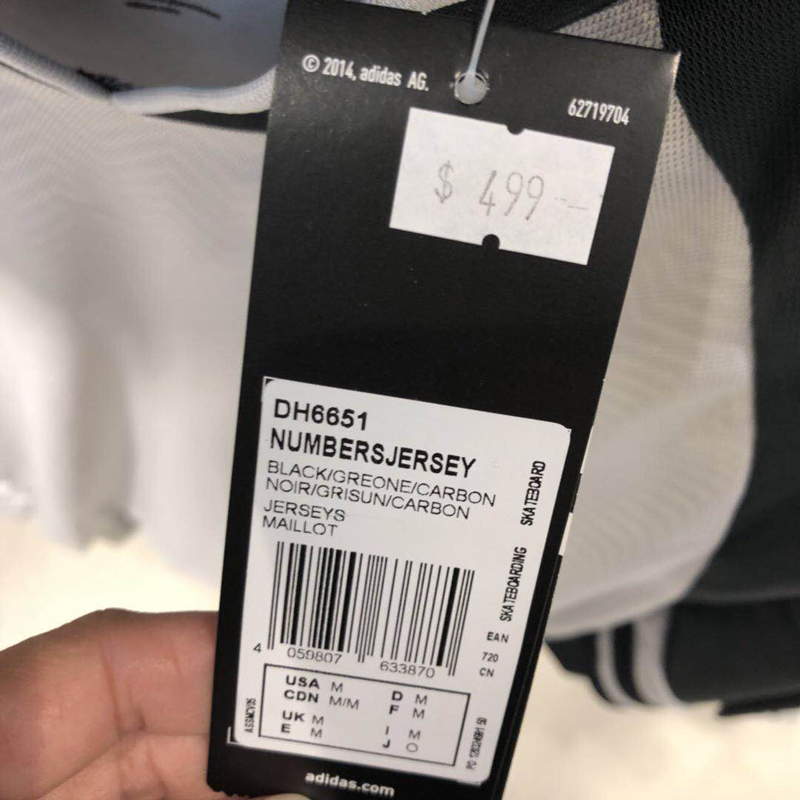 © 2014, adidas AG.
62719704
$ 499 --
DH6651
NUMBERSJERSEY
BLACK/GREONE/CARBON
NOIR/GRISUN/CARBON
JERSEYS
MAILLOT
SKATEBOARDING SKATEBOARD
4 059807 633870
EAN
720
CN
USA M D M
CDN M/M F M
UK M I M
E M J O
ASSMCV05
adidas.com